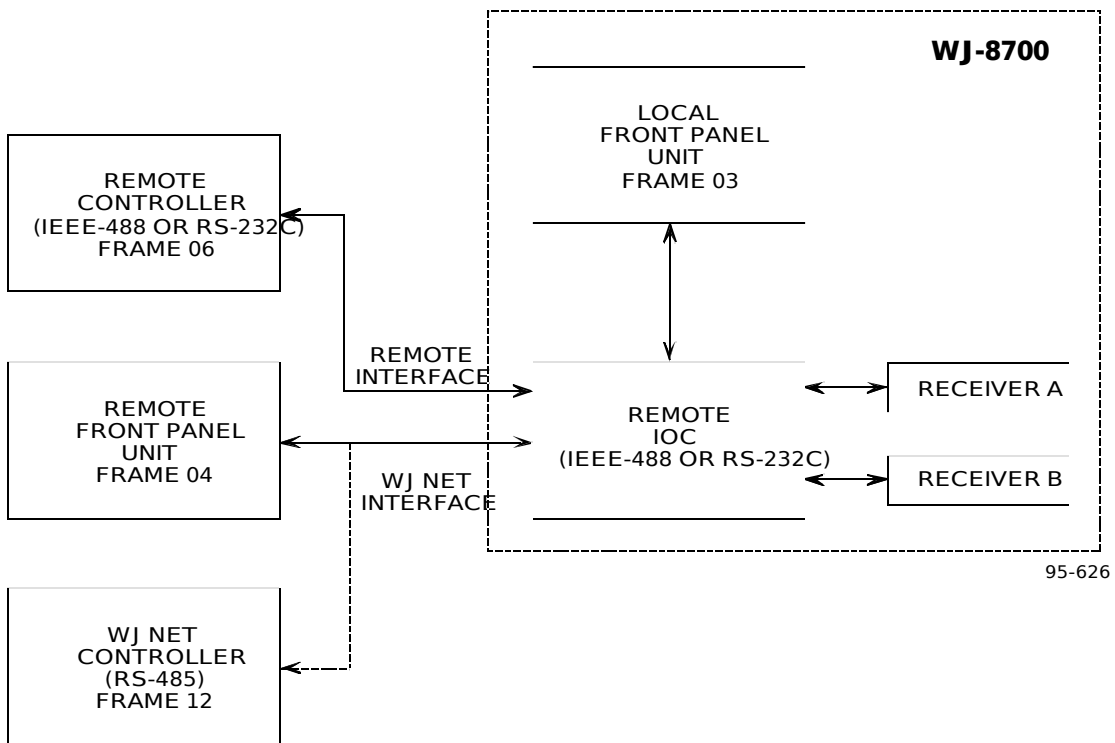 WJ-8700
LOCAL
FRONT PANEL
UNIT
FRAME 03
REMOTE
CONTROLLER
(IEEE-488 OR RS-232C)
FRAME 06
REMOTE
INTERFACE
REMOTE
FRONT PANEL
UNIT
FRAME 04
REMOTE
IOC
(IEEE-488 OR RS-232C)
RECEIVER A
RECEIVER B
WJ NET
INTERFACE
95-626
WJ NET
CONTROLLER
(RS-485)
FRAME 12